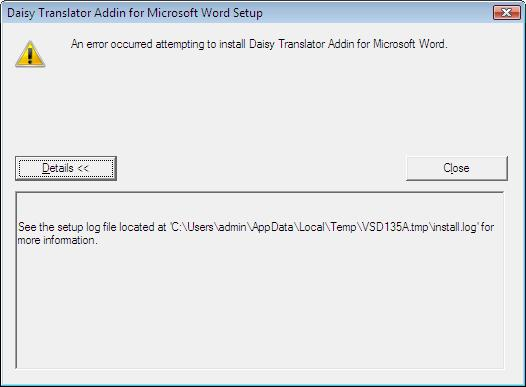 Daisy Translator Addin for Microsoft Word Setup
An error occurred attempting to install Daisy Translator Addin for Microsoft Word.
Details <<
Close
See the setup log file located at 'C:\Users\admin\AppData\Local\Temp\VSD135A.tmp\install.log' for
more information.